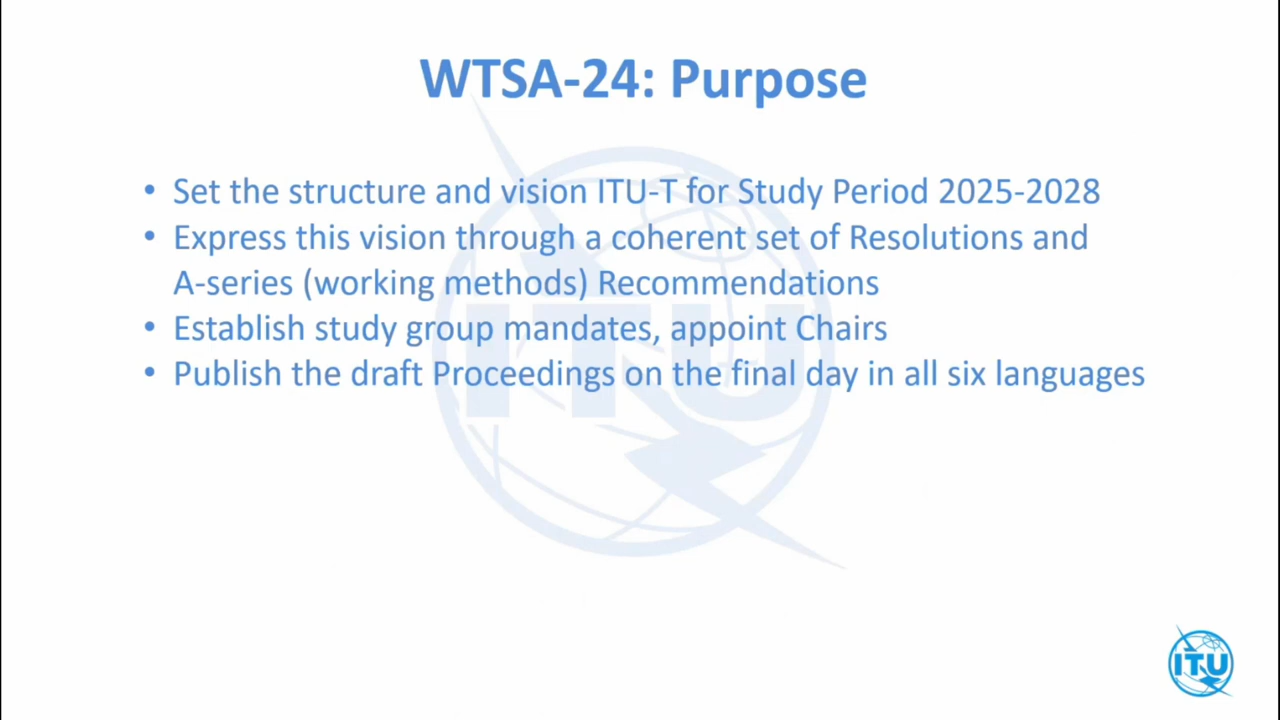 WTSA-24: Purpose
• Set the structure and vision ITU-T for Study Period 2025-2028
• Express this vision through a coherent set of Resolutions and
A-series (working methods) Recommendations
• Establish study group mandates, appoint Chairs
• Publish the draft Proceedings on the final day in all six languages
ITU
ITU